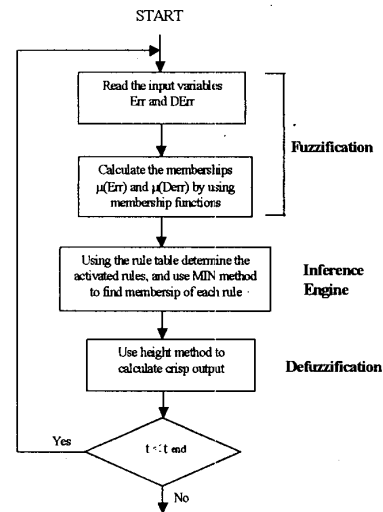 START
Read the input variables
Err and DErr
Fuzzification
Calculate the memberships
μ(Err) and μ(Derr) by using
membership functions
Using the rule table determine the
activated rules, and use MIN method
to find membersip of each rule
Inference
Engine
Use height method to
calculate crisp output
Defuzzification
Yes
t < t end
No